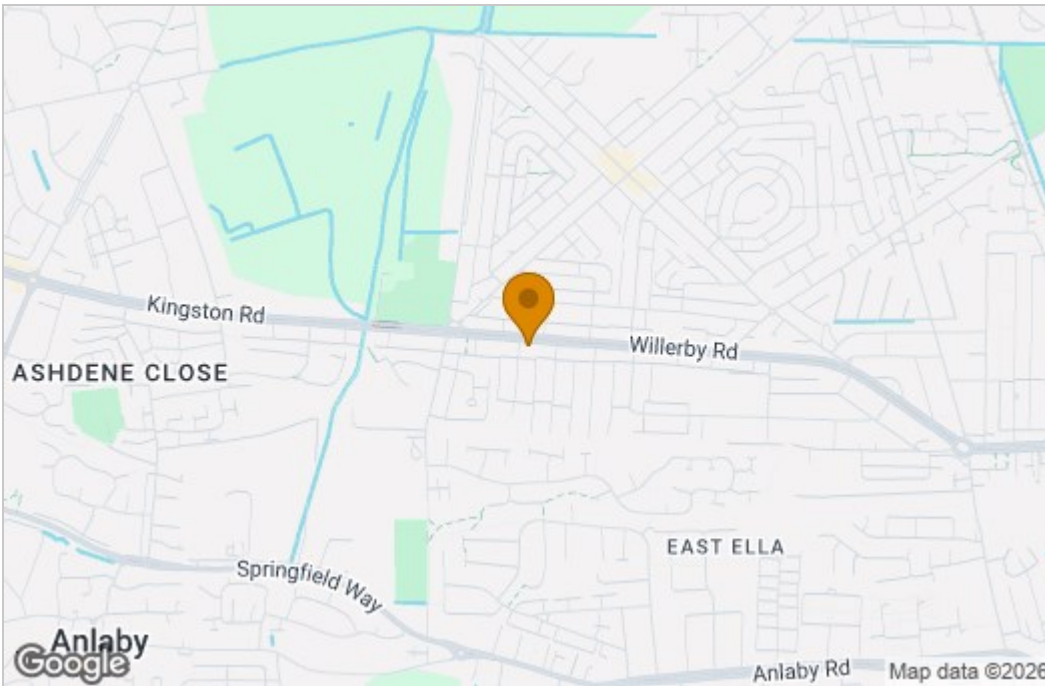 Kingston Rd
Willerby Rd
ASHDENE CLOSE
EAST ELLA
Springfield Way
Anlaby
Google
Anlaby Rd
Map data ©2026